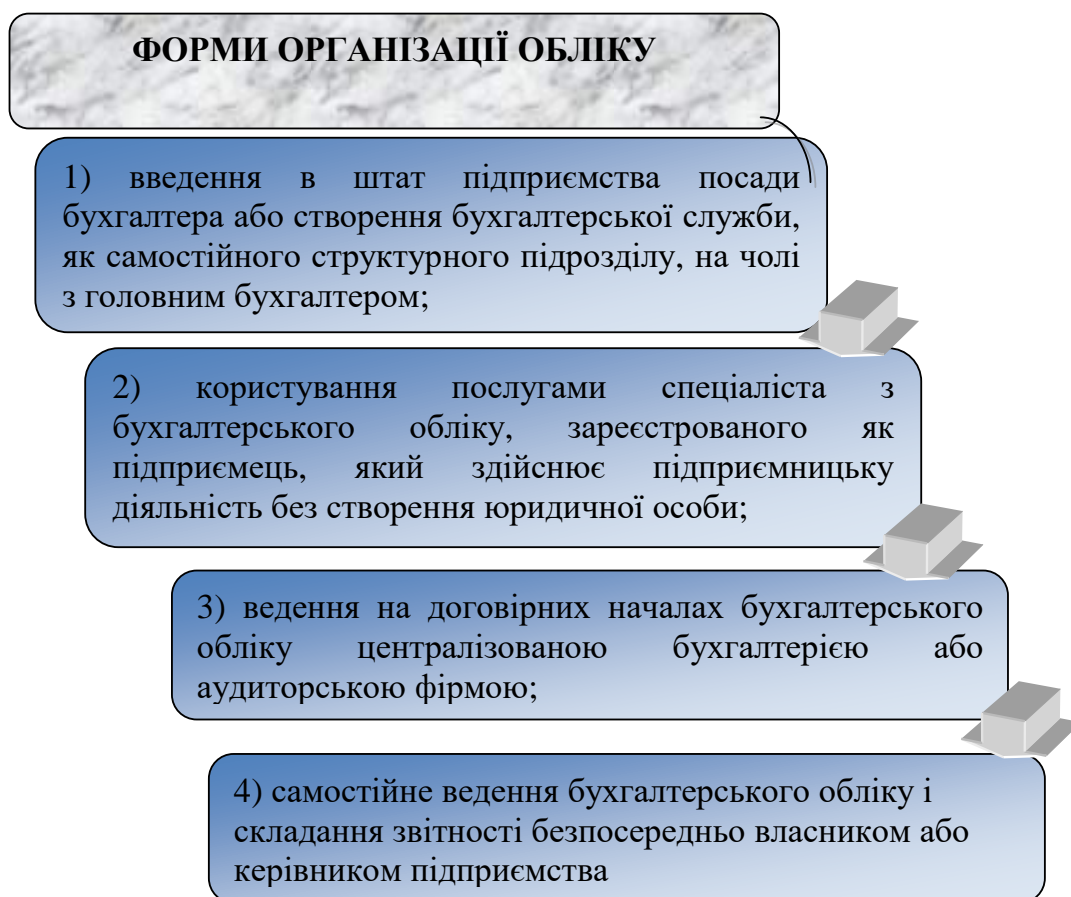 ФОРМИ ОРГАНІЗАЦІЇ ОБЛІКУ
1) введення в штат підприємства посади
бухгалтера або створення бухгалтерської служби,
як самостійного структурного підрозділу, на чолі
з головним бухгалтером;
2) користування послугами спеціаліста з
бухгалтерського обліку, зареєстрованого як
підприємець, який здійснює підприємницьку
діяльність без створення юридичної особи;
3) ведення на договірних началах бухгалтерського
обліку централізованою бухгалтерією або
аудиторською фірмою;
4) самостійне ведення бухгалтерського обліку і
складання звітності безпосередньо власником або
керівником підприємства